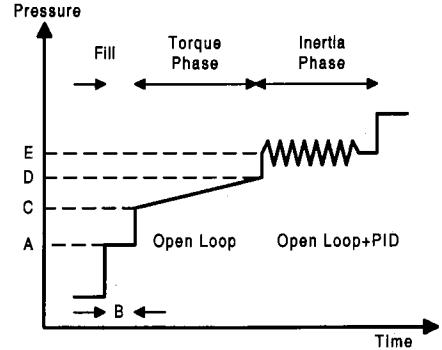 Pressure
Fill
Torque
Phase
Inertia
Phase
E
D
C
A
Open Loop
Open Loop+PID
B
Time